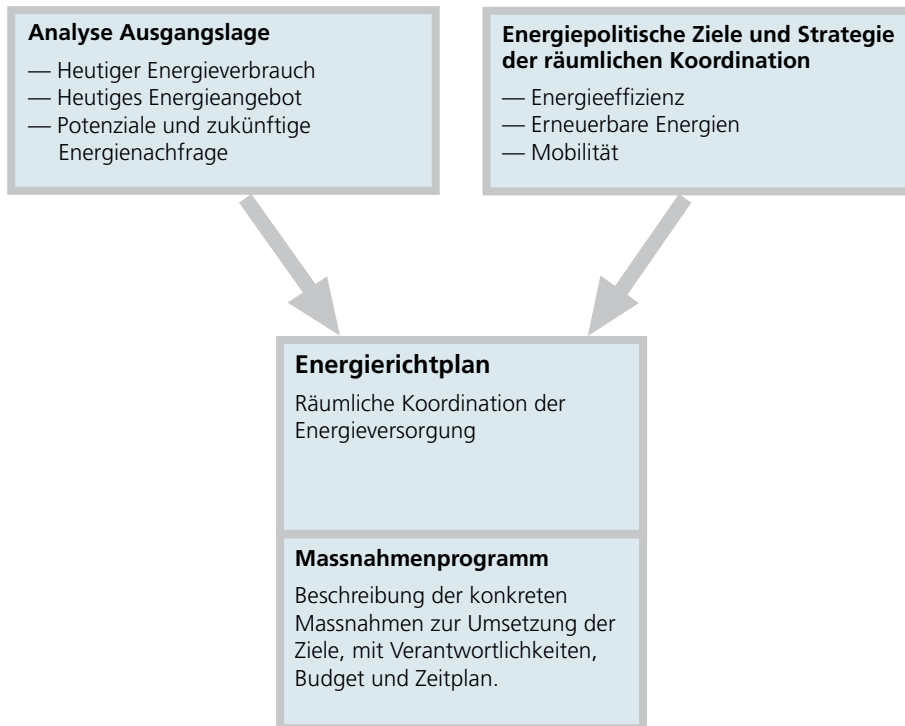 Analyse Ausgangslage
— Heutiger Energieverbrauch
— Heutiges Energieangebot
— Potenziale und zukünftige
Energienachfrage
Energiepolitische Ziele und Strategie
der räumlichen Koordination
— Energieeffizienz
— Erneuerbare Energien
— Mobilität
Energierichtplan
Räumliche Koordination der
Energieversorgung
Massnahmenprogramm
Beschreibung der konkreten
Massnahmen zur Umsetzung der
Ziele, mit Verantwortlichkeiten,
Budget und Zeitplan.